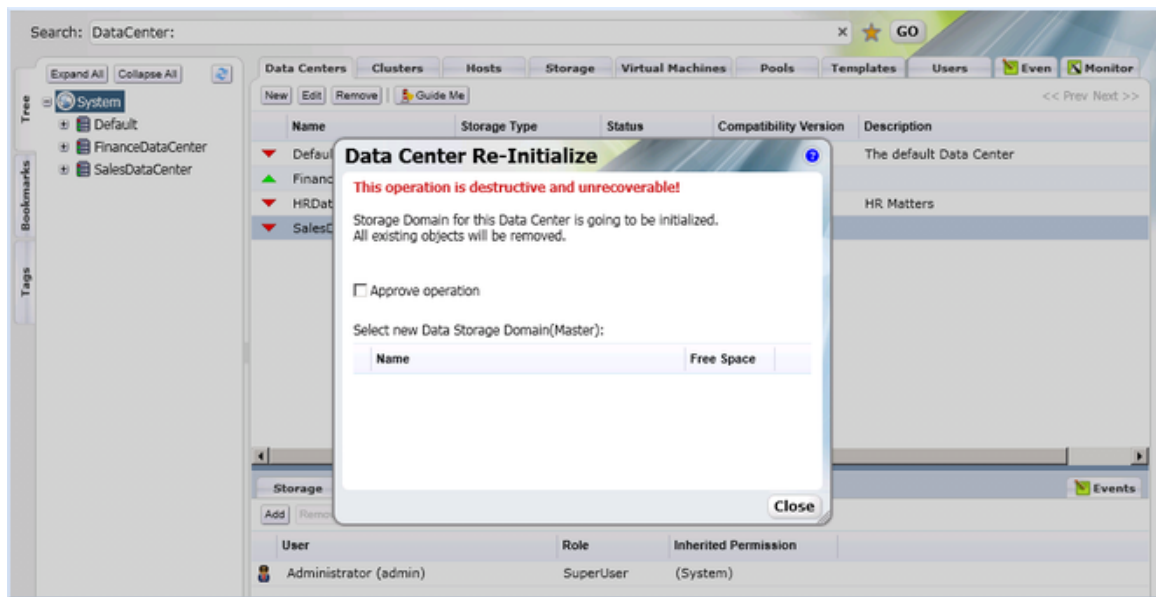 Search: DataCenter: x GO
Expand All Collapse All
Data Centers Clusters Hosts Storage Virtual Machines Pools Templates Users Even Monitor
New Edit Remove Guide Me << Prev Next >>
Tree
Bookmarks
Tags
System
Default
FinanceDataCenter
SalesDataCenter
Name Storage Type Status Compatibility Version Description
Defaul The default Data Center
Financ
HRDat HR Matters
SalesD
Data Center Re-Initialize ?
This operation is destructive and unrecoverable!
Storage Domain for this Data Center is going to be initialized.
All existing objects will be removed.
Approve operation
Select new Data Storage Domain(Master):
Name Free Space
Close
Storage Events
Add Remo
User Role Inherited Permission
Administrator (admin) SuperUser (System)